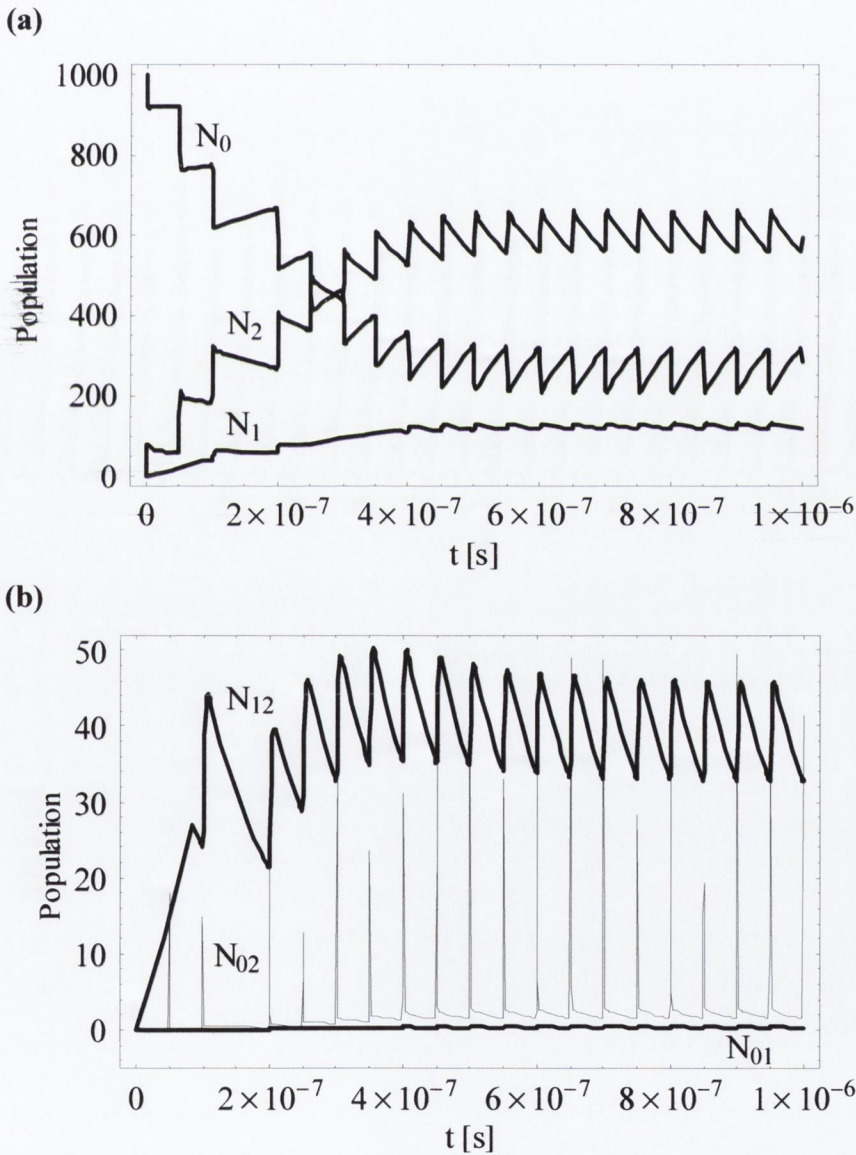 (a)
1000
800
600
400
200
0
Population
N₀
N₂
N₁
0
2×10⁻⁷
4×10⁻⁷
6×10⁻⁷
8×10⁻⁷
1×10⁻⁶
t [s]
(b)
50
40
30
20
10
0
Population
N₁₂
N₀₂
N₀₁
0
2×10⁻⁷
4×10⁻⁷
6×10⁻⁷
8×10⁻⁷
1×10⁻⁶
t [s]